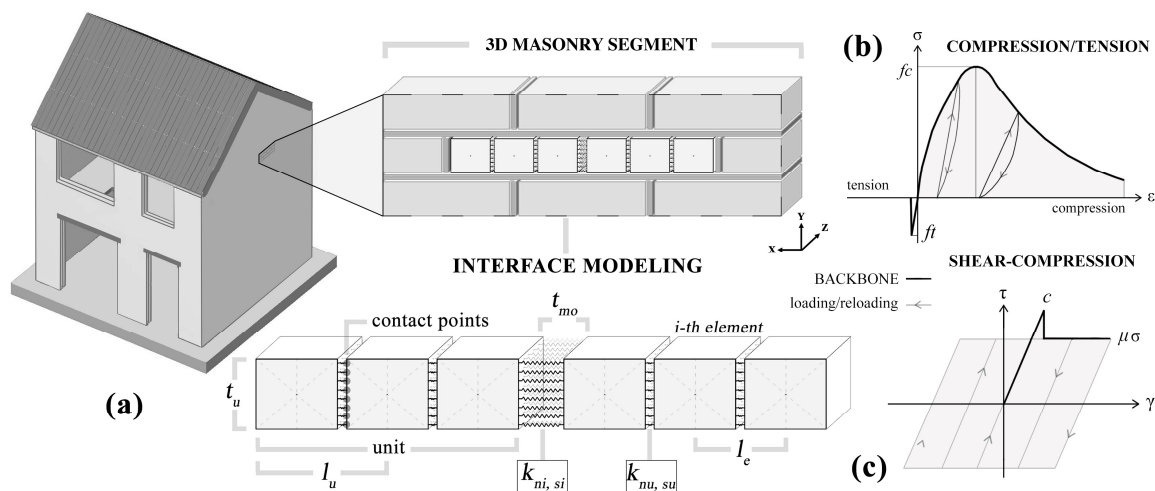 3D MASONRY SEGMENT
Y
Z
X
INTERFACE MODELING
contact points
t_mo
i-th element
t_u
unit
l_u
l_e
k_ni, si
k_nu, su
(a)
(b)
σ
COMPRESSION/TENSION
fc
tension
ε
compression
ft
SHEAR-COMPRESSION
BACKBONE
loading/reloading
τ
c
μσ
γ
(c)